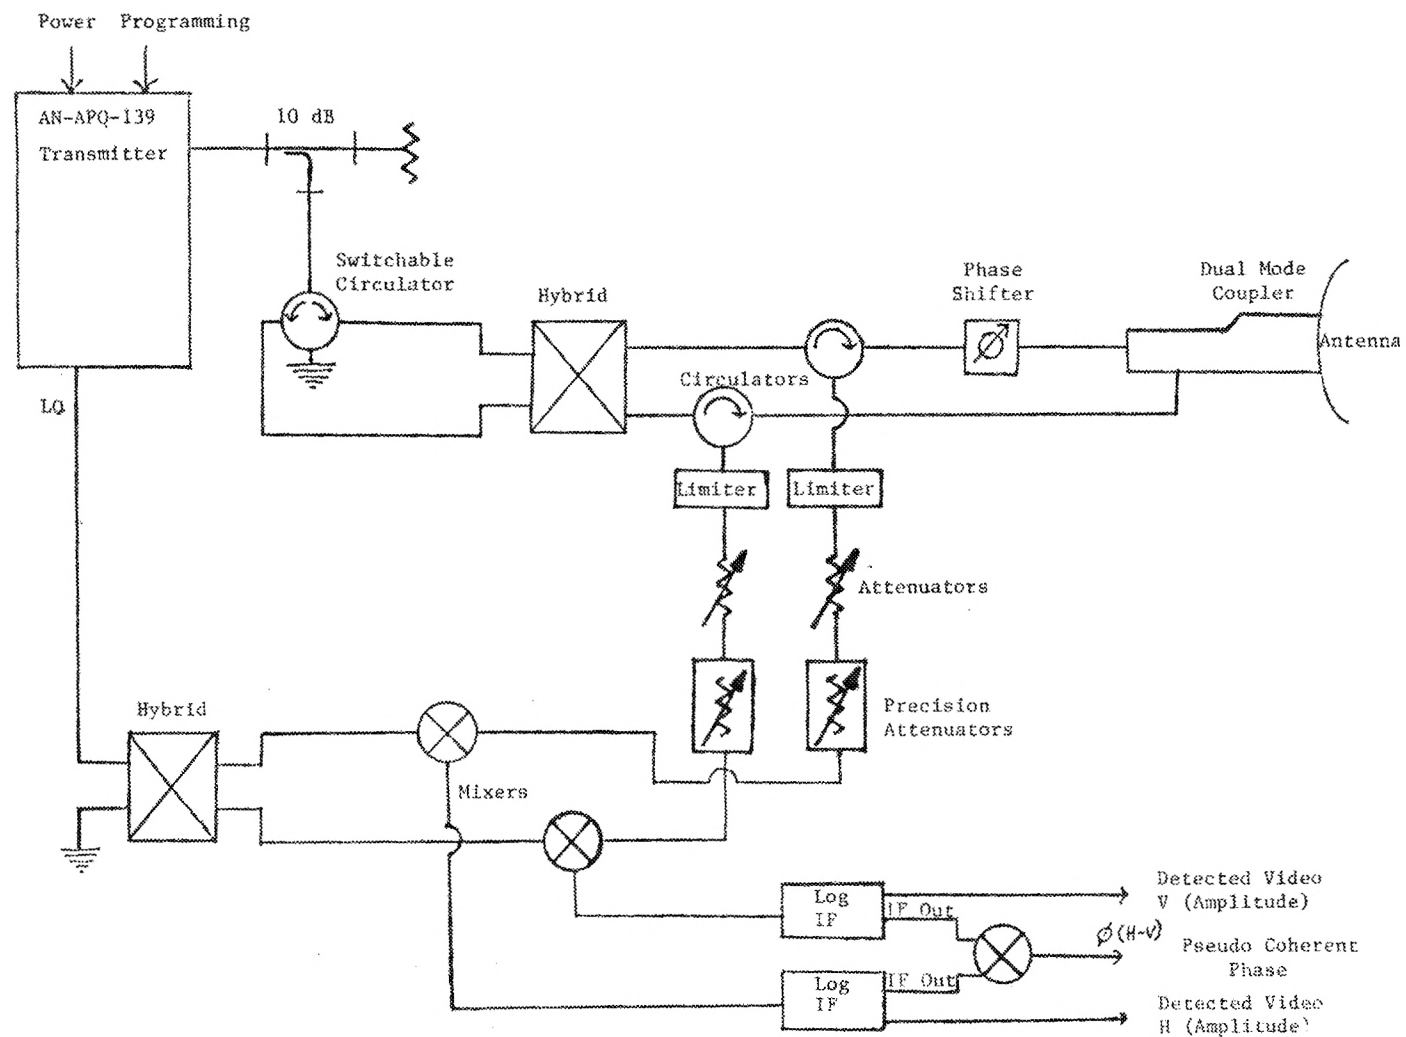 Power Programming
AN-APQ-139
Transmitter
10 dB
Switchable
Circulator
Hybrid
Phase
Shifter
Dual Mode
Coupler
Antenna
Circulators
LO
Limiter
Limiter
Attenuators
Precision
Attenuators
Hybrid
Mixers
Log
IF
IF Out
Detected Video
V (Amplitude)
ϕ(H-V)
Pseudo Coherent
Phase
Log
IF
IF Out
Detected Video
H (Amplitude)